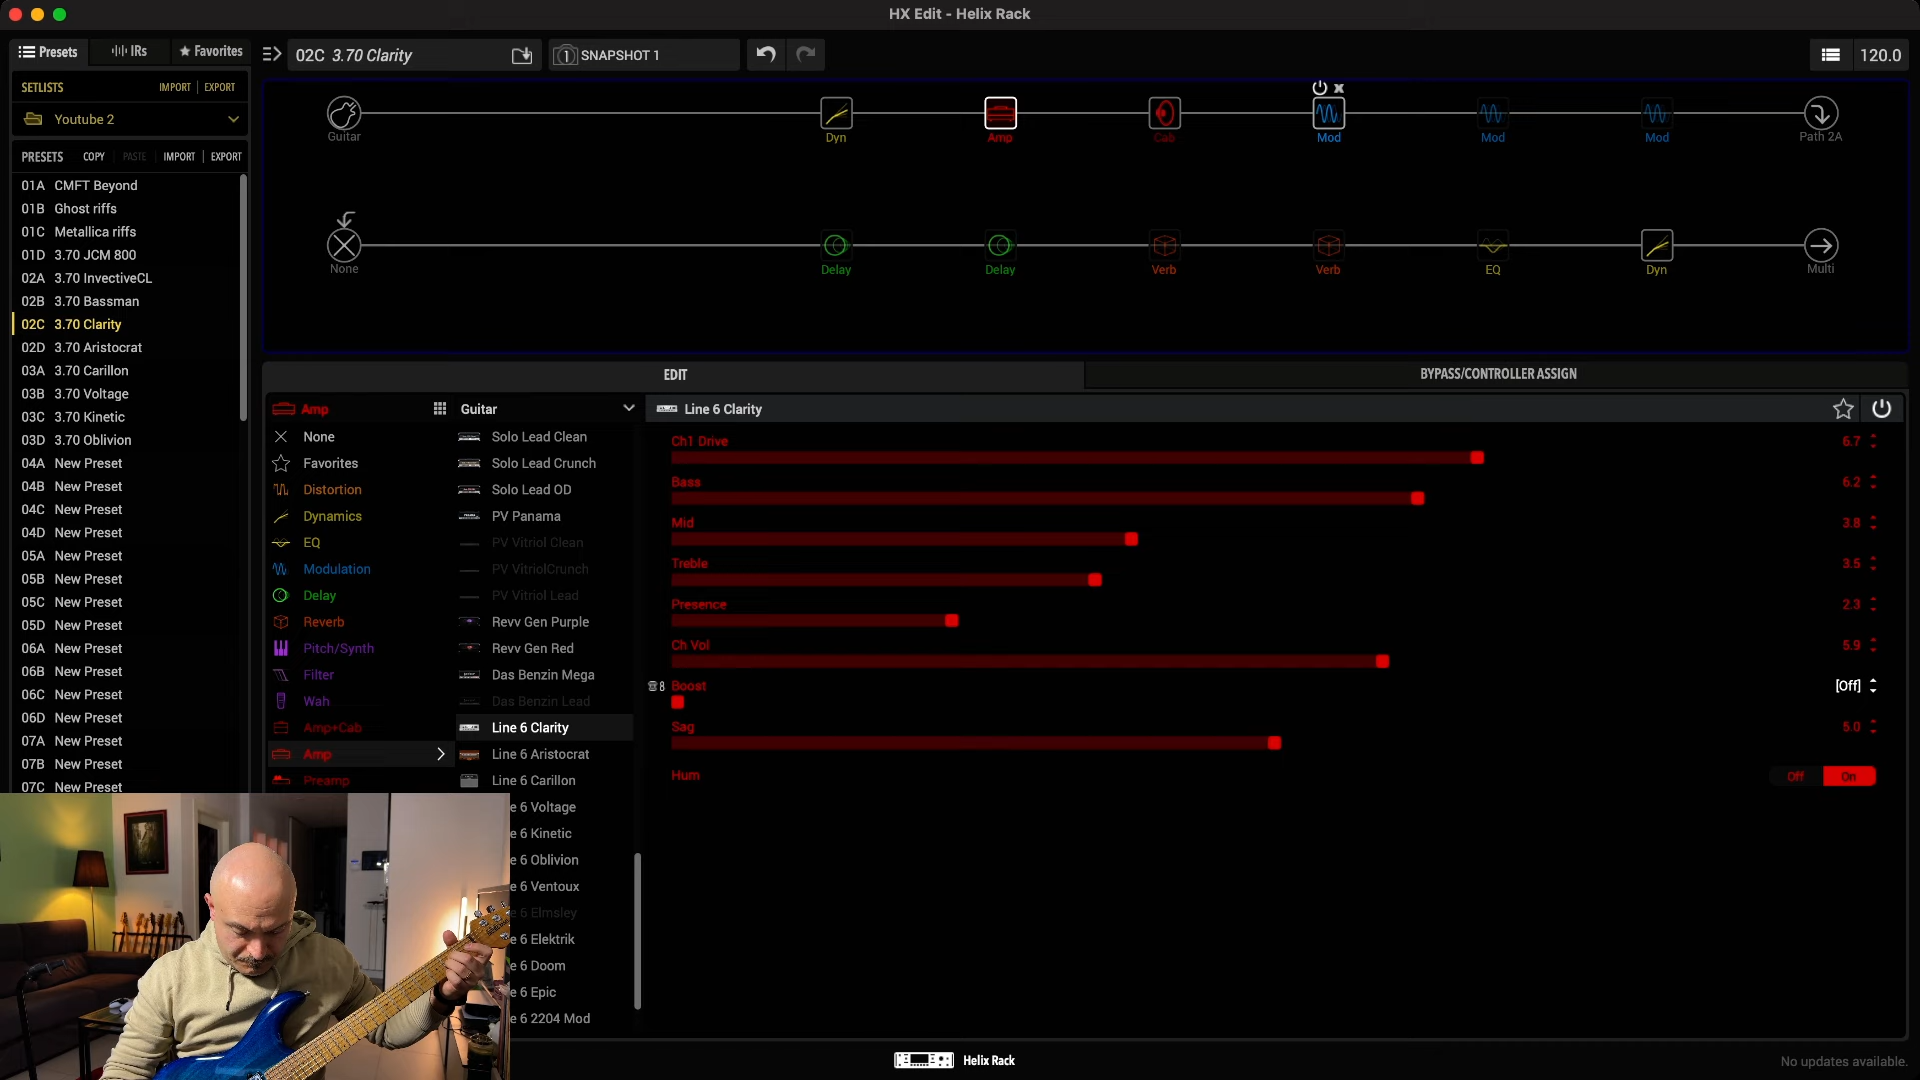 HX Edit - Helix Rack
Presets
IRs
Favorites
02C 3.70 Clarity
1 SNAPSHOT 1
120.0
SETLISTS
IMPORT | EXPORT
Youtube 2
PRESETS
COPY | PASTE | IMPORT | EXPORT
01A CMFT Beyond
01B Ghost riffs
01C Metallica riffs
01D 3.70 JCM 800
02A 3.70 InvectiveCL
02B 3.70 Bassman
02C 3.70 Clarity
02D 3.70 Aristocrat
03A 3.70 Carillon
03B 3.70 Voltage
03C 3.70 Kinetic
03D 3.70 Oblivion
04A New Preset
04B New Preset
04C New Preset
04D New Preset
05A New Preset
05B New Preset
05C New Preset
05D New Preset
06A New Preset
06B New Preset
06C New Preset
06D New Preset
07A New Preset
07B New Preset
07C New Preset
Guitar
Dyn
Amp
Cab
Mod
Mod
Mod
Path 2A
None
Delay
Delay
Verb
Verb
EQ
Dyn
Multi
EDIT
BYPASS/CONTROLLER ASSIGN
Amp
None
Favorites
Distortion
Dynamics
EQ
Modulation
Delay
Reverb
Pitch/Synth
Filter
Wah
Amp+Cab
Amp
Preamp
Guitar
Solo Lead Clean
Solo Lead Crunch
Solo Lead OD
PV Panama
PV Vitriol Clean
PV VitriolCrunch
PV Vitriol Lead
Revv Gen Purple
Revv Gen Red
Das Benzin Mega
Das Benzin Lead
Line 6 Clarity
Line 6 Aristocrat
Line 6 Carillon
e 6 Voltage
e 6 Kinetic
e 6 Oblivion
e 6 Ventoux
e 6 Elmsley
e 6 Elektrik
e 6 Doom
e 6 Epic
e 6 2204 Mod
Line 6 Clarity
Ch1 Drive 6.7
Bass 6.2
Mid 3.8
Treble 3.5
Presence 2.3
Ch Vol 5.9
8 Boost [Off]
Sag 5.0
Hum Off On
Helix Rack
No updates available.